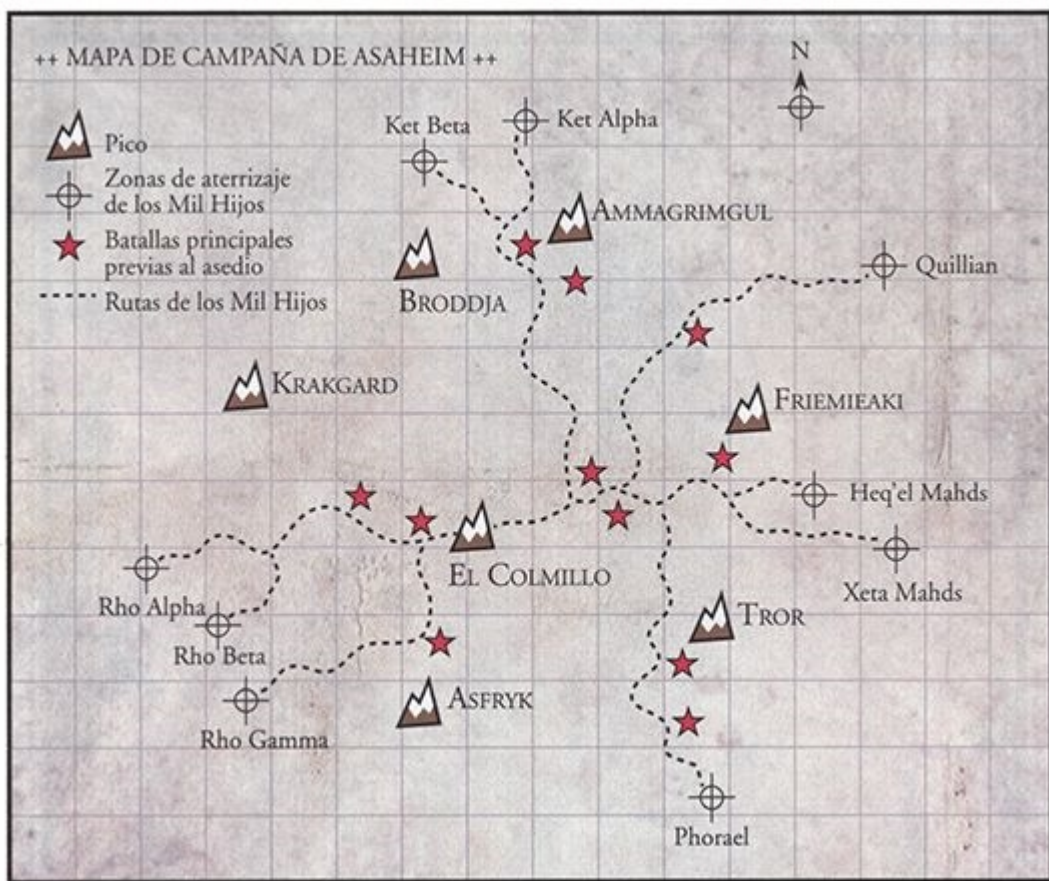 ++ MAPA DE CAMPAÑA DE ASAHEIM ++
N
Pico
Zonas de aterrizaje
de los Mil Hijos
Batallas principales
previas al asedio
Rutas de los Mil Hijos
Ket Beta
Ket Alpha
AMMAGRIMGUL
BRODDJA
Quillian
KRAKGARD
FRIEMIEAKI
Heq'el Mahds
EL COLMILLO
Xeta Mahds
Rho Alpha
TROR
Rho Beta
ASFRYK
Rho Gamma
Phorael